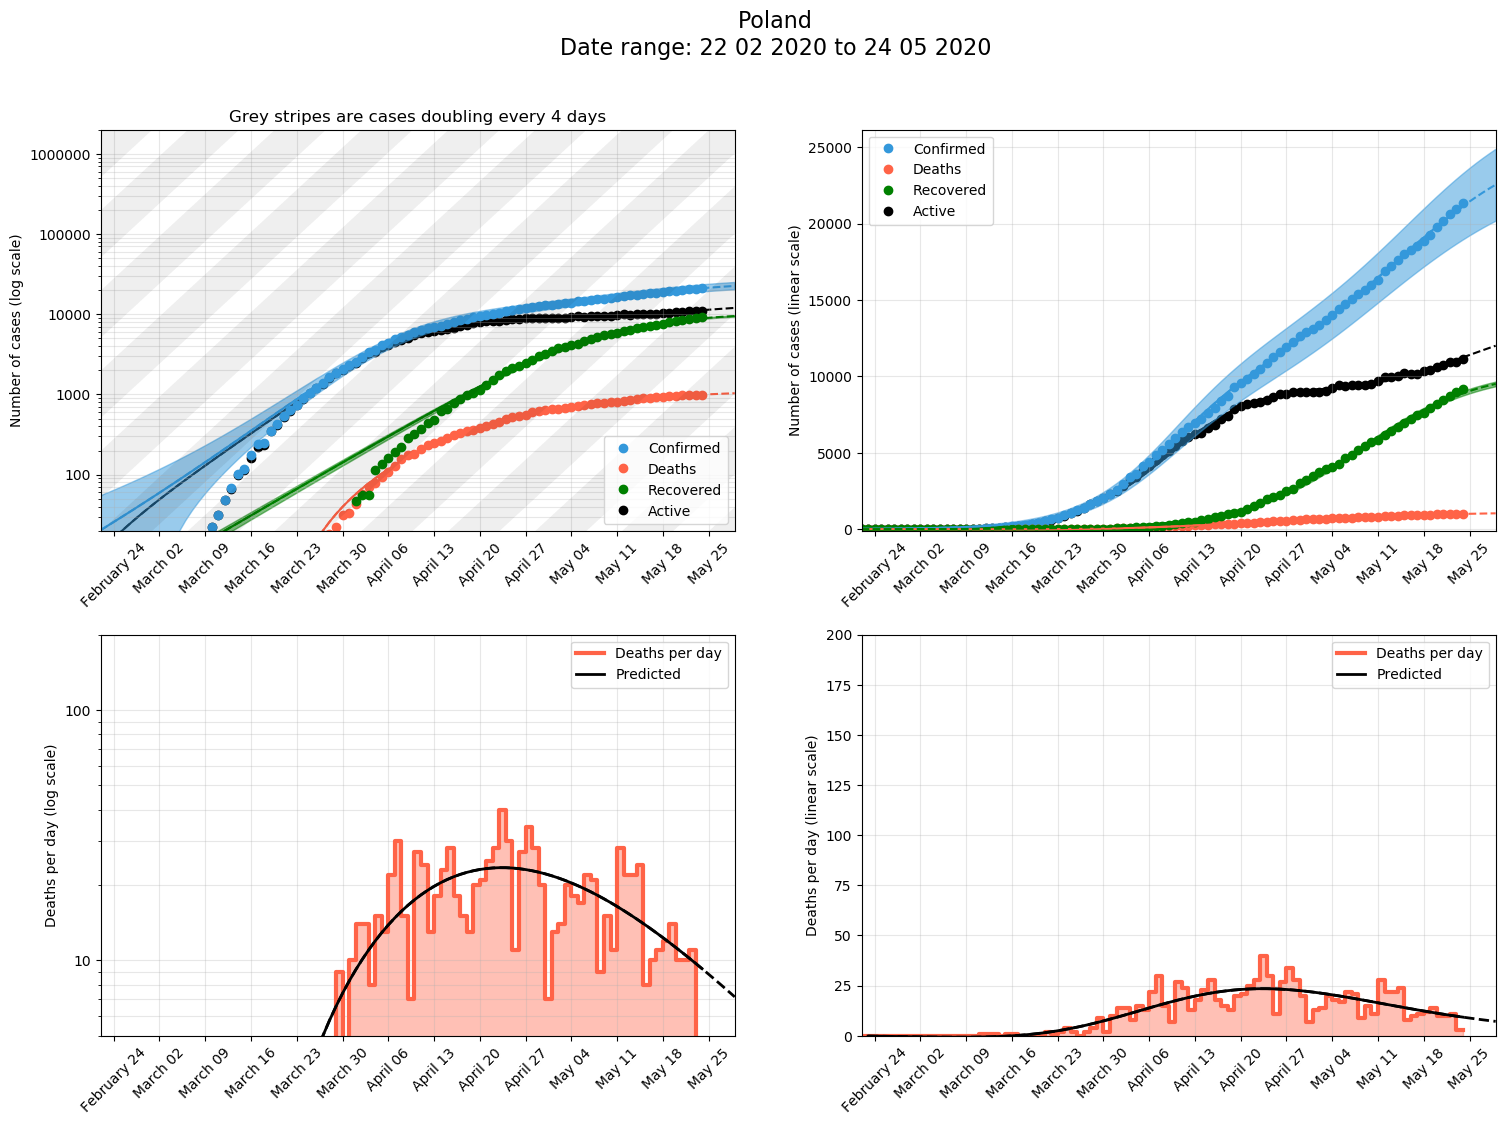 Poland
Date range: 22 02 2020 to 24 05 2020
Grey stripes are cases doubling every 4 days
Number of cases (log scale)
1000000
100000
10000
1000
100
Confirmed
Deaths
Recovered
Active
February 24
March 02
March 09
March 16
March 23
March 30
April 06
April 13
April 20
April 27
May 04
May 11
May 18
May 25
Number of cases (linear scale)
25000
20000
15000
10000
5000
0
Confirmed
Deaths
Recovered
Active
February 24
March 02
March 09
March 16
March 23
March 30
April 06
April 13
April 20
April 27
May 04
May 11
May 18
May 25
Deaths per day (log scale)
100
10
Deaths per day
Predicted
February 24
March 02
March 09
March 16
March 23
March 30
April 06
April 13
April 20
April 27
May 04
May 11
May 18
May 25
Deaths per day (linear scale)
200
175
150
125
100
75
50
25
0
Deaths per day
Predicted
February 24
March 02
March 09
March 16
March 23
March 30
April 06
April 13
April 20
April 27
May 04
May 11
May 18
May 25